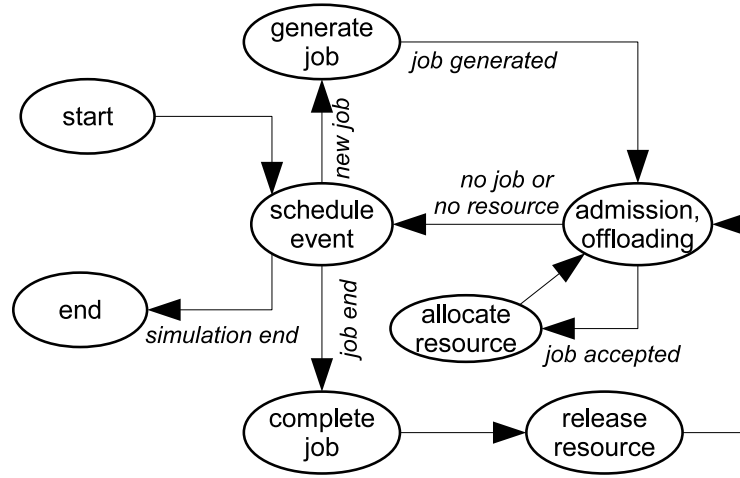 generate
job
job generated
start
new job
no job or
no resource
schedule
event
admission,
offloading
end
simulation end
job end
allocate
resource
job accepted
complete
job
release
resource